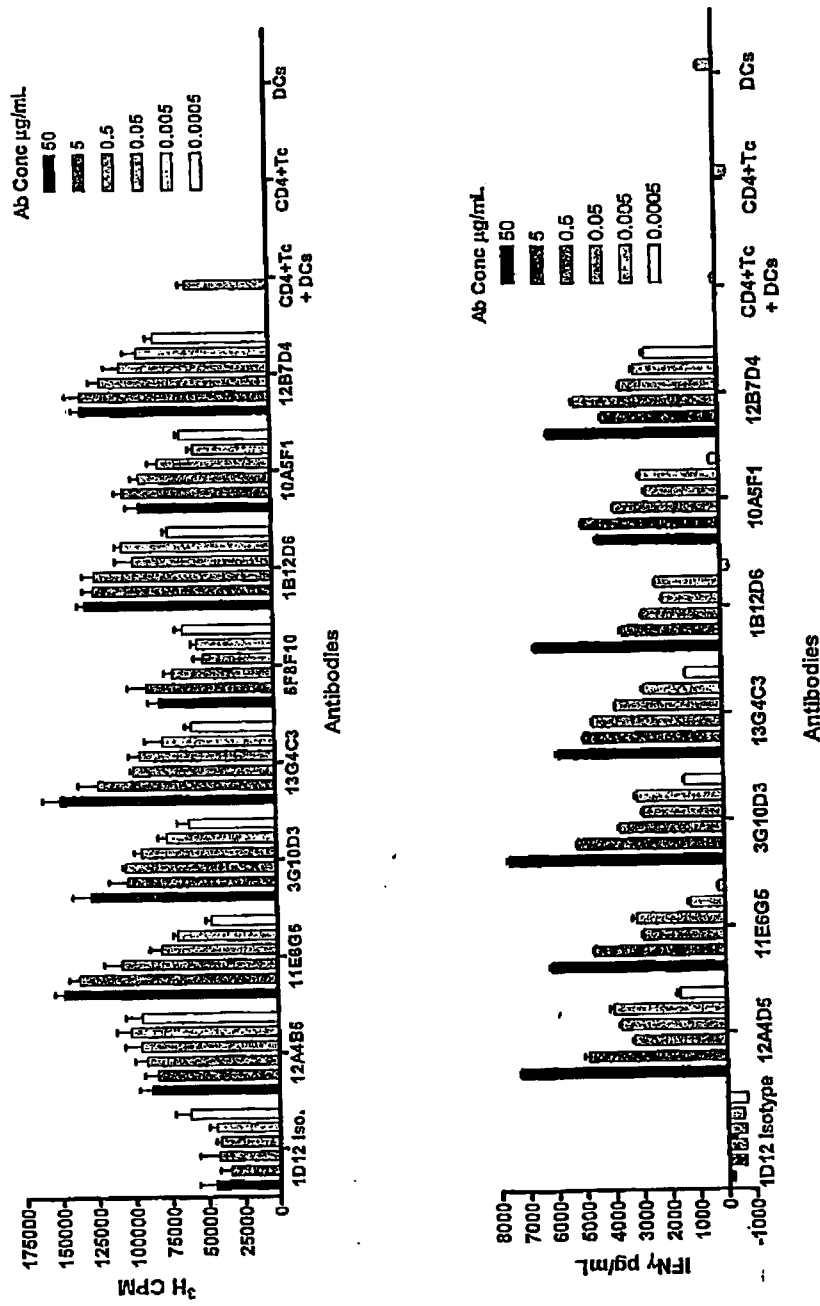 Ab Conc µg/mL
50
5
0.5
0.05
0.005
0.0005
³H CPM
175000
150000
125000
100000
75000
50000
25000
0
1D12 Iso.
12A4B5
11E8G5
3G10D3
13G4C3
6F8F10
1B12D6
10A5F1
12B7D4
CD4+Tc
+ DCs
CD4+Tc
DCs
Antibodies
Ab Conc µg/mL
50
5
0.5
0.05
0.005
0.0005
IFNγ pg/mL
8000
7000
6000
5000
4000
3000
2000
1000
0
-1000
1D12 Isotype
12A4D5
11E6G5
3G10D3
13G4C3
1B12D6
10A5F1
12B7D4
CD4+Tc
+ DCs
CD4+Tc
DCs
Antibodies